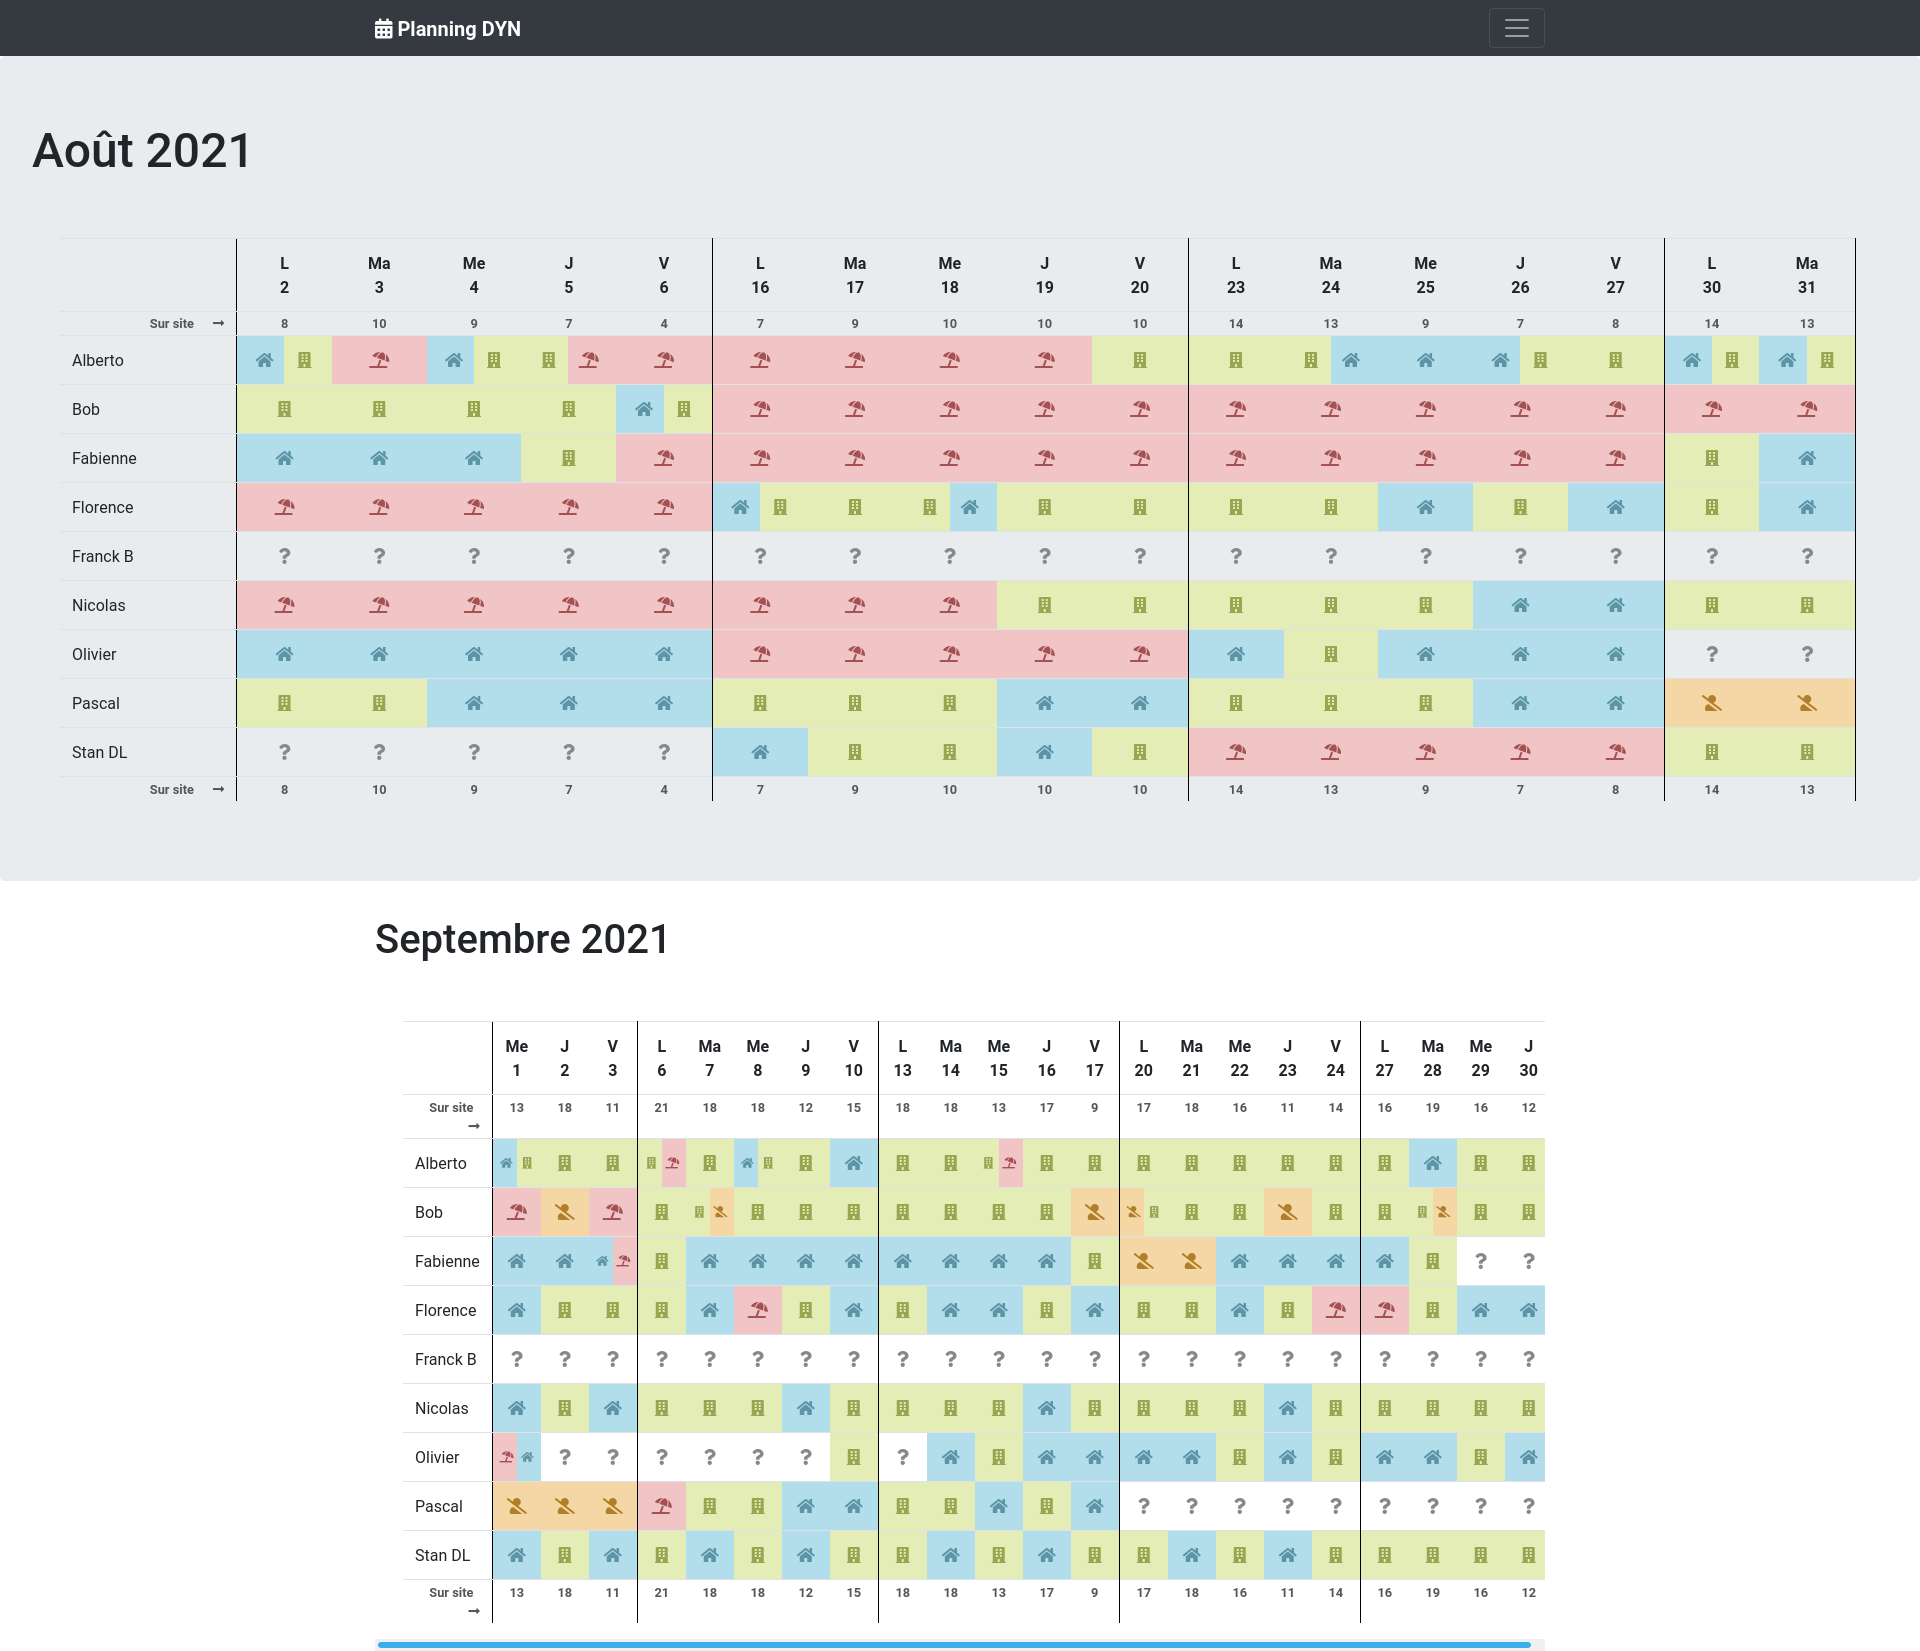 Planning DYN
Août 2021
L Ma Me J V L Ma Me J V L Ma Me J V L Ma
2 3 4 5 6 16 17 18 19 20 23 24 25 26 27 30 31
Sur site → 8 10 9 7 4 7 9 10 10 10 14 13 9 7 8 14 13
Alberto
Bob
Fabienne
Florence
Franck B ? ? ? ? ? ? ? ? ? ? ? ? ? ? ? ? ?
Nicolas
Olivier ? ?
Pascal
Stan DL ? ? ? ? ?
Sur site → 8 10 9 7 4 7 9 10 10 10 14 13 9 7 8 14 13
Septembre 2021
Me J V L Ma Me J V L Ma Me J V L Ma Me J V L Ma Me J
1 2 3 6 7 8 9 10 13 14 15 16 17 20 21 22 23 24 27 28 29 30
Sur site → 13 18 11 21 18 18 12 15 18 18 13 17 9 17 18 16 11 14 16 19 16 12
Alberto
Bob
Fabienne ? ?
Florence
Franck B ? ? ? ? ? ? ? ? ? ? ? ? ? ? ? ? ? ? ? ? ? ?
Nicolas
Olivier ? ? ? ? ? ? ?
Pascal ? ? ? ? ? ? ? ? ?
Stan DL
Sur site → 13 18 11 21 18 18 12 15 18 18 13 17 9 17 18 16 11 14 16 19 16 12